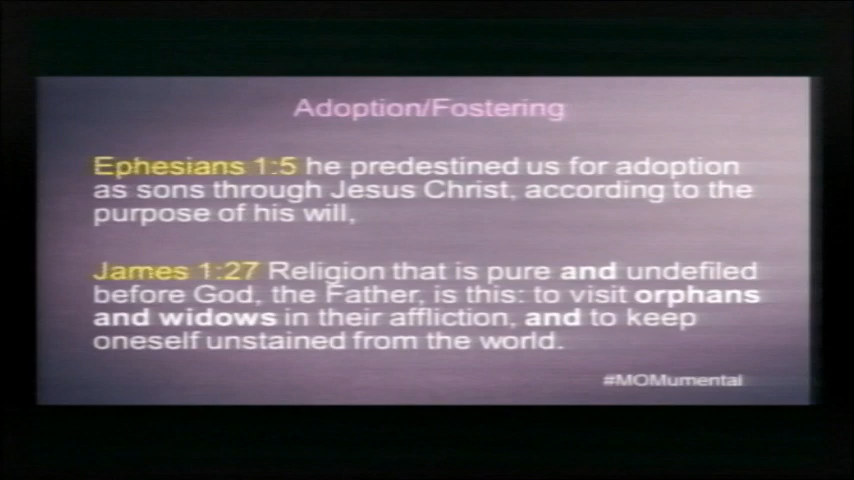 Adoption/Fostering
Ephesians 1:5 he predestined us for adoption
as sons through Jesus Christ, according to the
purpose of his will,
James 1:27 Religion that is pure and undefiled
before God, the Father, is this: to visit orphans
and widows in their affliction, and to keep
oneself unstained from the world.
#MOMumental